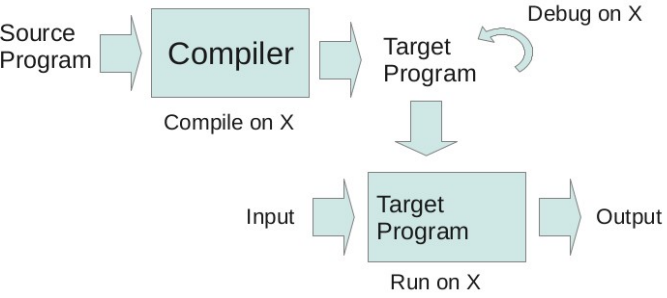 Source
Program
Compiler
Compile on X
Target
Program
Debug on X
Input
Target
Program
Output
Run on X